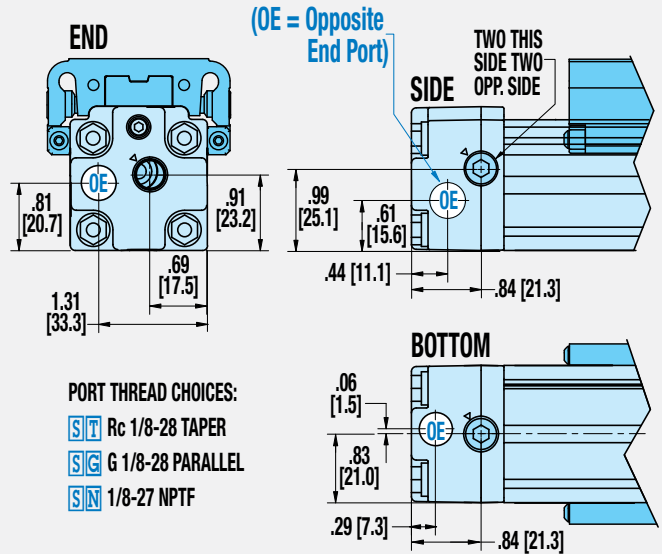 END
(OE = Opposite
End Port)
TWO THIS
SIDE TWO
OPP. SIDE
SIDE
OE
.81
[20.7]
.91
[23.2]
.69
[17.5]
1.31
[33.3]
OE
.99
[25.1]
.61
[15.6]
.44 [11.1]
.84 [21.3]
BOTTOM
OE
.06
[1.5]
.83
[21.0]
.29 [7.3]
.84 [21.3]
PORT THREAD CHOICES:
S T Rc 1/8-28 TAPER
S G G 1/8-28 PARALLEL
S N 1/8-27 NPTF